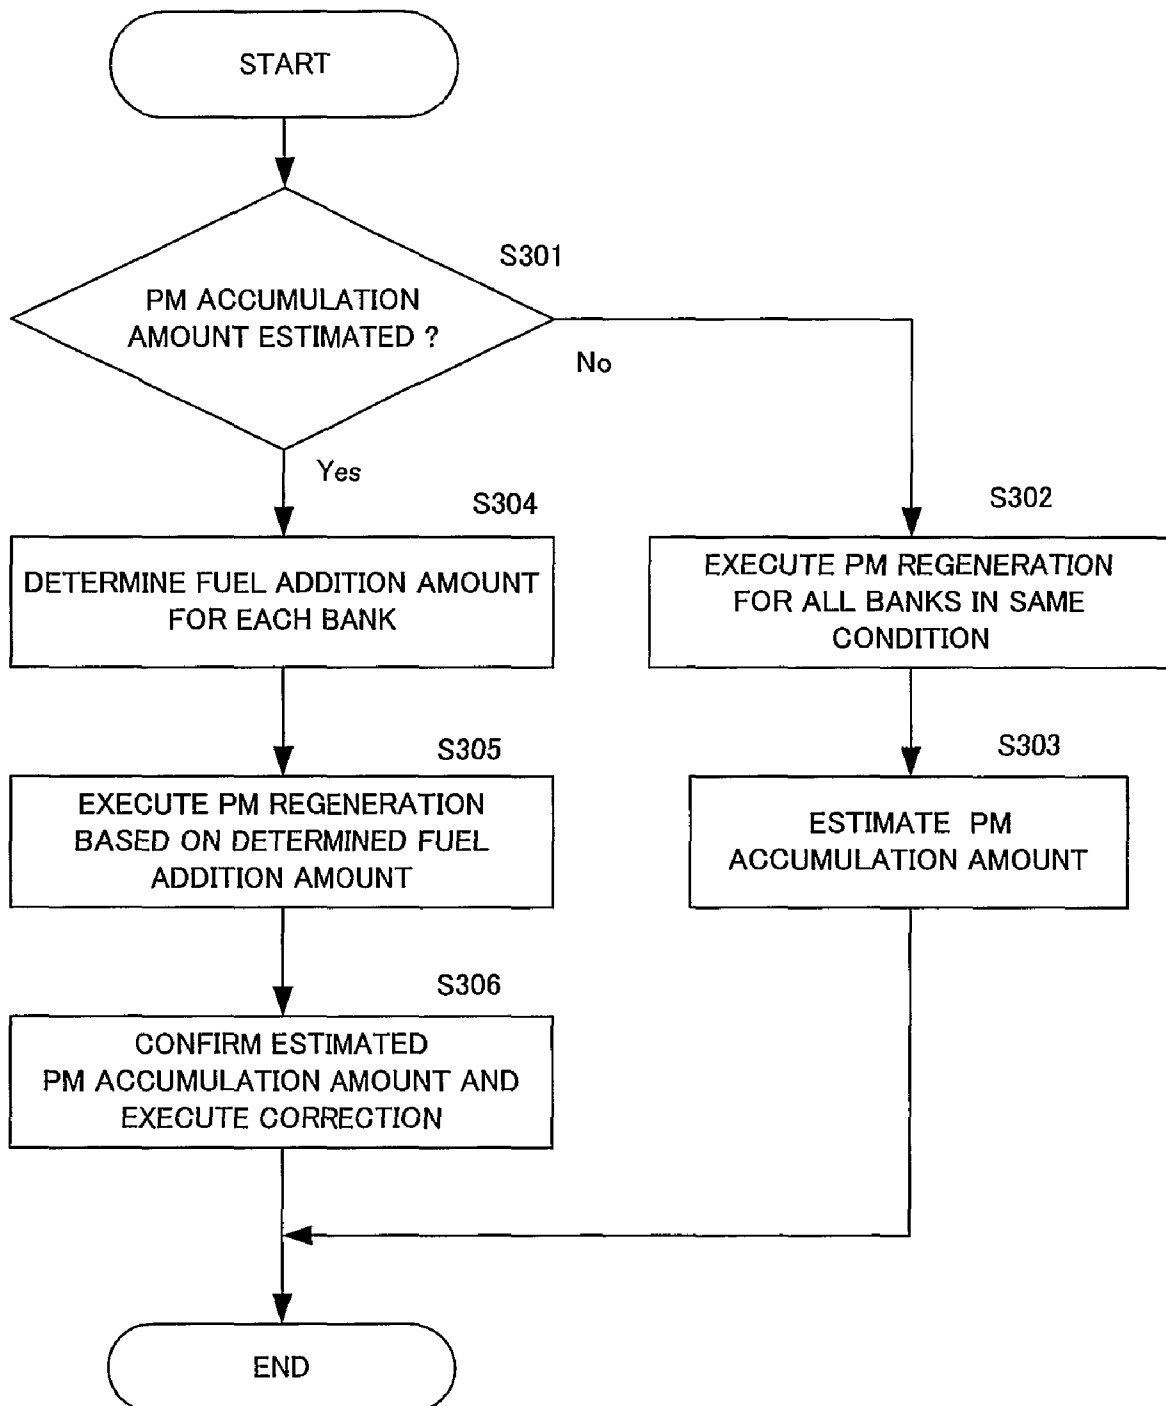 START
S301
PM ACCUMULATION
AMOUNT ESTIMATED ?
No
Yes
S304
DETERMINE FUEL ADDITION AMOUNT
FOR EACH BANK
S302
EXECUTE PM REGENERATION
FOR ALL BANKS IN SAME
CONDITION
S305
EXECUTE PM REGENERATION
BASED ON DETERMINED FUEL
ADDITION AMOUNT
S303
ESTIMATE PM
ACCUMULATION AMOUNT
S306
CONFIRM ESTIMATED
PM ACCUMULATION AMOUNT AND
EXECUTE CORRECTION
END